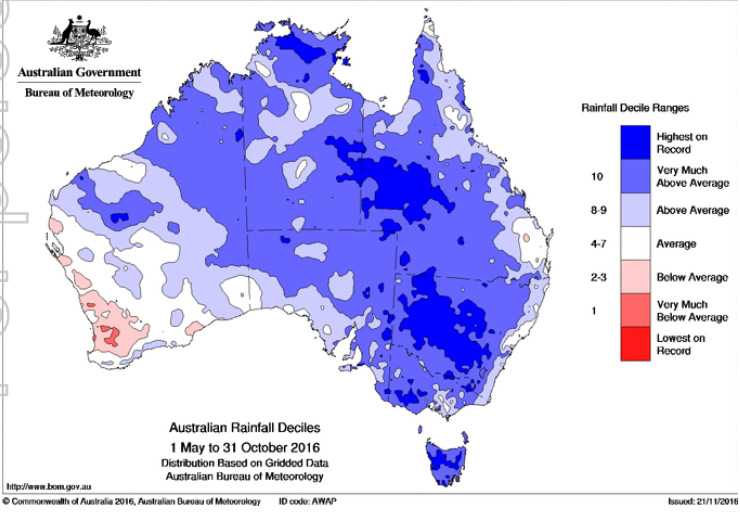 Australian Government
Bureau of Meteorology
Rainfall Decile Ranges
Highest on
Record
10
Very Much
Above Average
8-9
Above Average
4-7
Average
2-3
Below Average
1
Very Much
Below Average
Lowest on
Record
Australian Rainfall Deciles
1 May to 31 October 2016
Distribution Based on Gridded Data
Australian Bureau of Meteorology
http://www.bom.gov.au
© Commonwealth of Australia 2016, Australian Bureau of Meteorology
ID code: AWAP
Issued: 21/11/2016